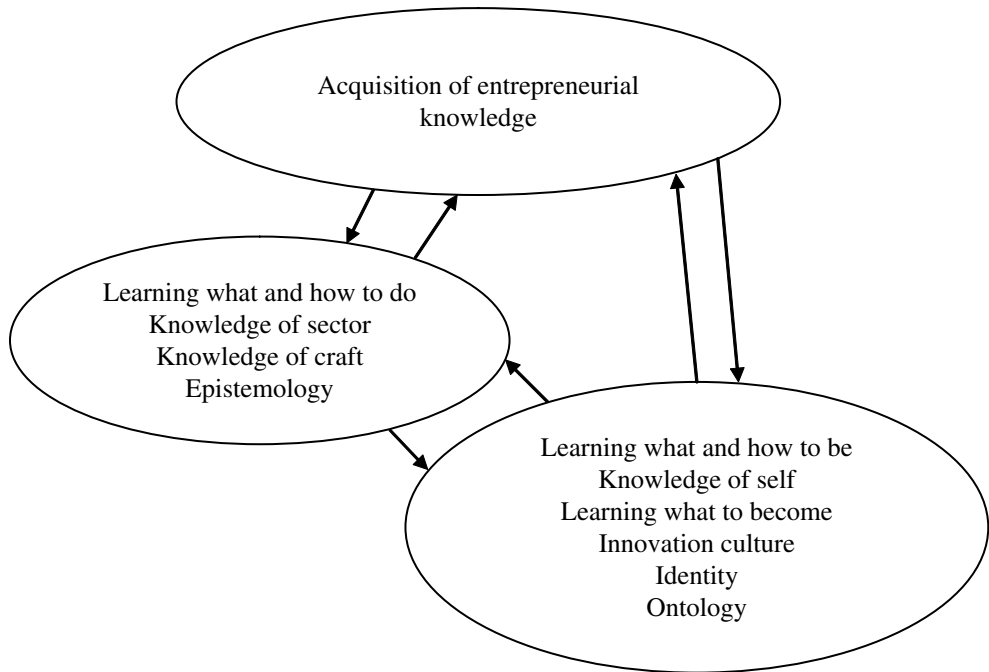 Acquisition of entrepreneurial
knowledge
Learning what and how to do
Knowledge of sector
Knowledge of craft
Epistemology
Learning what and how to be
Knowledge of self
Learning what to become
Innovation culture
Identity
Ontology